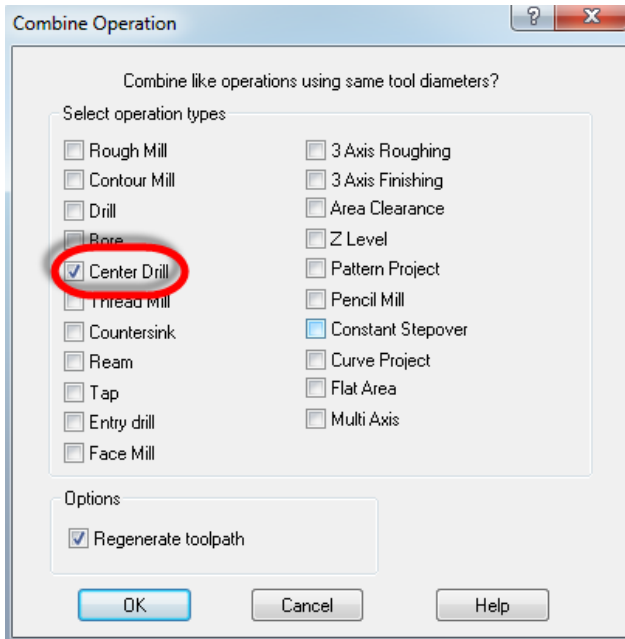 Combine Operation
?
Combine like operations using same tool diameters?
Select operation types
Rough Mill
Contour Mill
Drill
Bore
Center Drill
Thread Mill
Countersink
Ream
Tap
Entry drill
Face Mill
3 Axis Roughing
3 Axis Finishing
Area Clearance
Z Level
Pattern Project
Pencil Mill
Constant Stepover
Curve Project
Flat Area
Multi Axis
Options
Regenerate toolpath
OK
Cancel
Help